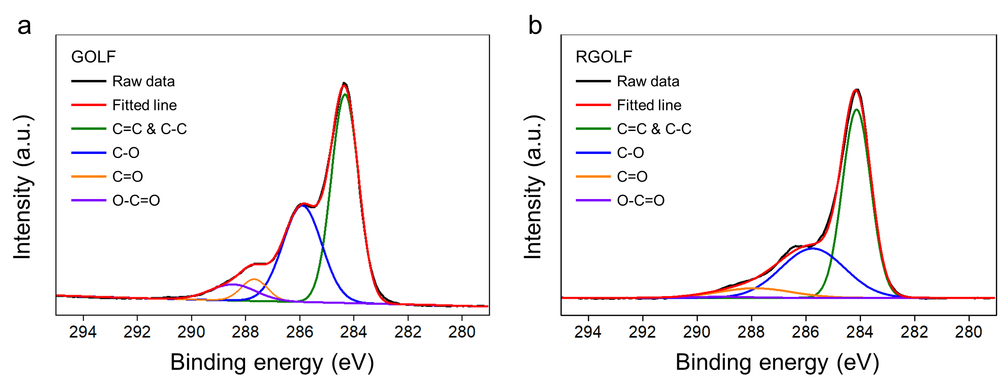 a
GOLF
Raw data
Fitted line
C=C & C-C
C-O
C=O
O-C=O
Intensity (a.u.)
294 292 290 288 286 284 282 280
Binding energy (eV)
b
RGOLF
Raw data
Fitted line
C=C & C-C
C-O
C=O
O-C=O
Intensity (a.u.)
294 292 290 288 286 284 282 280
Binding energy (eV)